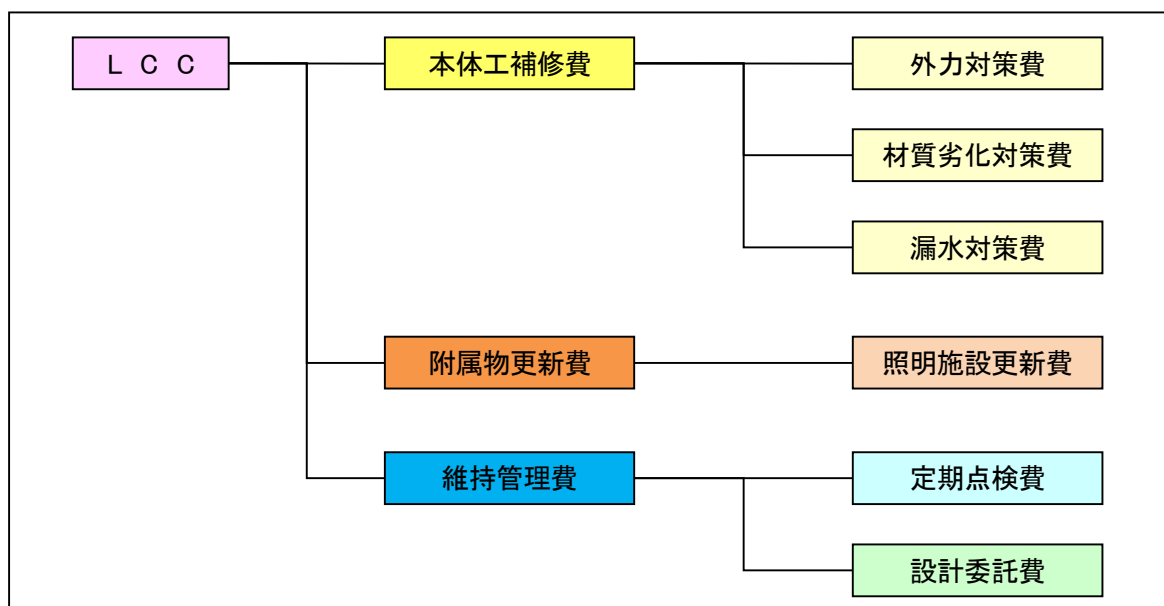 ＬＣＣ
本体工補修費
外力対策費
材質劣化対策費
漏水対策費
附属物更新費
照明施設更新費
維持管理費
定期点検費
設計委託費